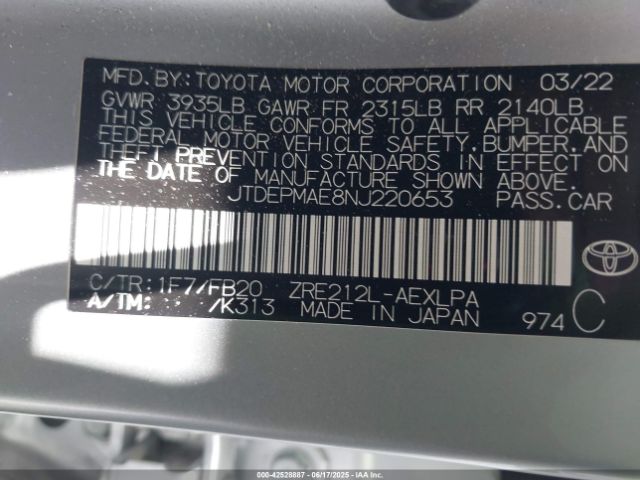 MFD. BY: TOYOTA MOTOR CORPORATION 03/22
GVWR 3935LB GAWR FR 2315LB RR 2140LB
THIS VEHICLE CONFORMS TO ALL APPLICABLE
FEDERAL MOTOR VEHICLE SAFETY, BUMPER, AND
THEFT PREVENTION STANDARDS IN EFFECT ON
THE DATE OF MANUFACTURE SHOWN ABOVE.
JTDEPMAE8NJ220653 PASS.CAR
C/TR: 1F7/FB20 ZRE212L-AEXLPA
A/TM: /K313 MADE IN JAPAN 974 C
000-42528887 - 06/17/2025 - IAAI.COM